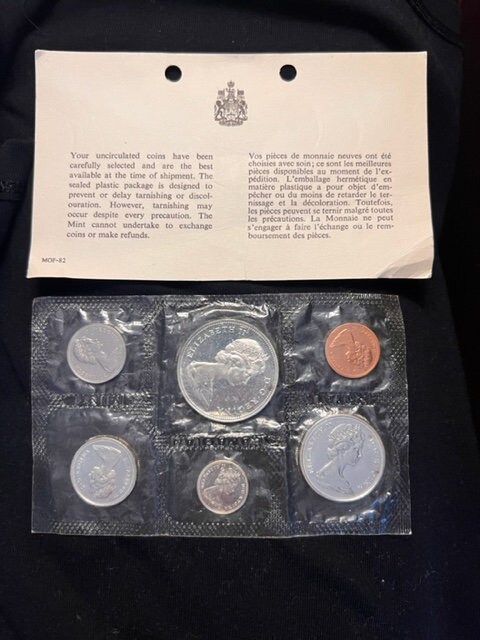 Your uncirculated coins have been
carefully selected and are the best
available at the time of shipment. The
sealed plastic package is designed to
prevent or delay tarnishing or discol-
ouration. However, tarnishing may
occur despite every precaution. The
Mint cannot undertake to exchange
coins or make refunds.
MOP-82
Vos pièces de monnaie neuves ont été
choisies avec soin; ce sont les meilleures
pièces disponibles au moment de l'ex-
pédition. L'emballage hermétique en
matière plastique a pour objet d'em-
pêcher ou du moins de retarder le ter-
nissage et la décoloration. Toutefois,
les pièces peuvent se ternir malgré toutes
les précautions. La Monnaie ne peut
s'engager à faire l'échange ou le rem-
boursement des pièces.
ELIZABETH II